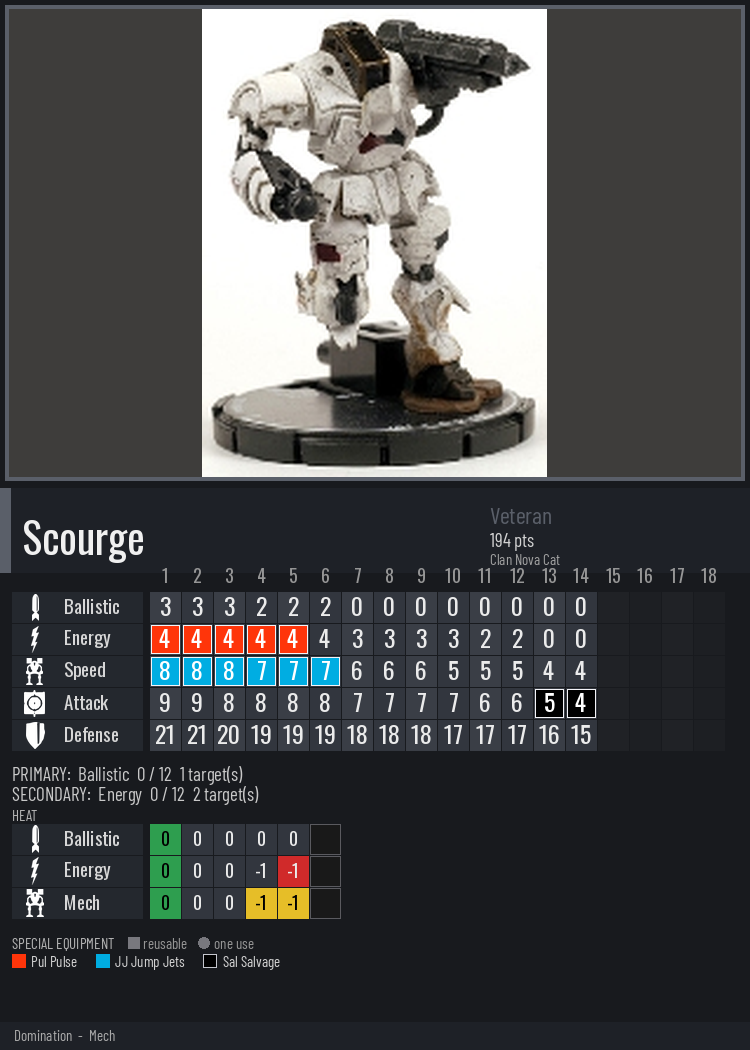 Scourge
Veteran
194 pts
Clan Nova Cat
1 2 3 4 5 6 7 8 9 10 11 12 13 14 15 16 17 18
Ballistic 3 3 3 2 2 2 0 0 0 0 0 0 0 0
Energy 4 4 4 4 4 4 3 3 3 3 2 2 0 0
Speed 8 8 8 7 7 7 6 6 6 5 5 5 4 4
Attack 9 9 8 8 8 8 7 7 7 7 6 6 5 4
Defense 21 21 20 19 19 19 18 18 18 17 17 17 16 15
PRIMARY: Ballistic 0 / 12 1 target(s)
SECONDARY: Energy 0 / 12 2 target(s)
HEAT
Ballistic 0 0 0 0 0
Energy 0 0 0 -1 -1
Mech 0 0 0 -1 -1
SPECIAL EQUIPMENT reusable one use
Pul Pulse JJ Jump Jets Sal Salvage
Domination - Mech